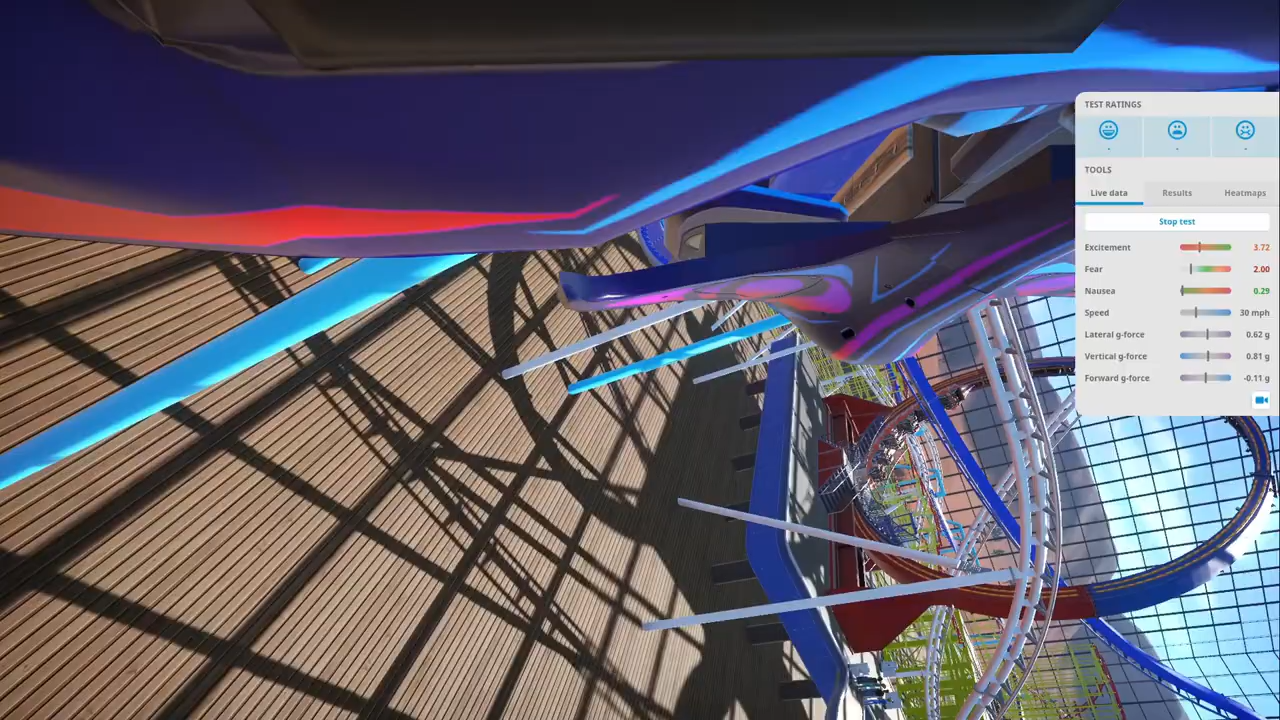 TEST RATINGS
- - -
TOOLS
Live data Results Heatmaps
Stop test
Excitement 3.72
Fear 2.00
Nausea 0.29
Speed 30 mph
Lateral g-force 0.62 g
Vertical g-force 0.81 g
Forward g-force -0.11 g